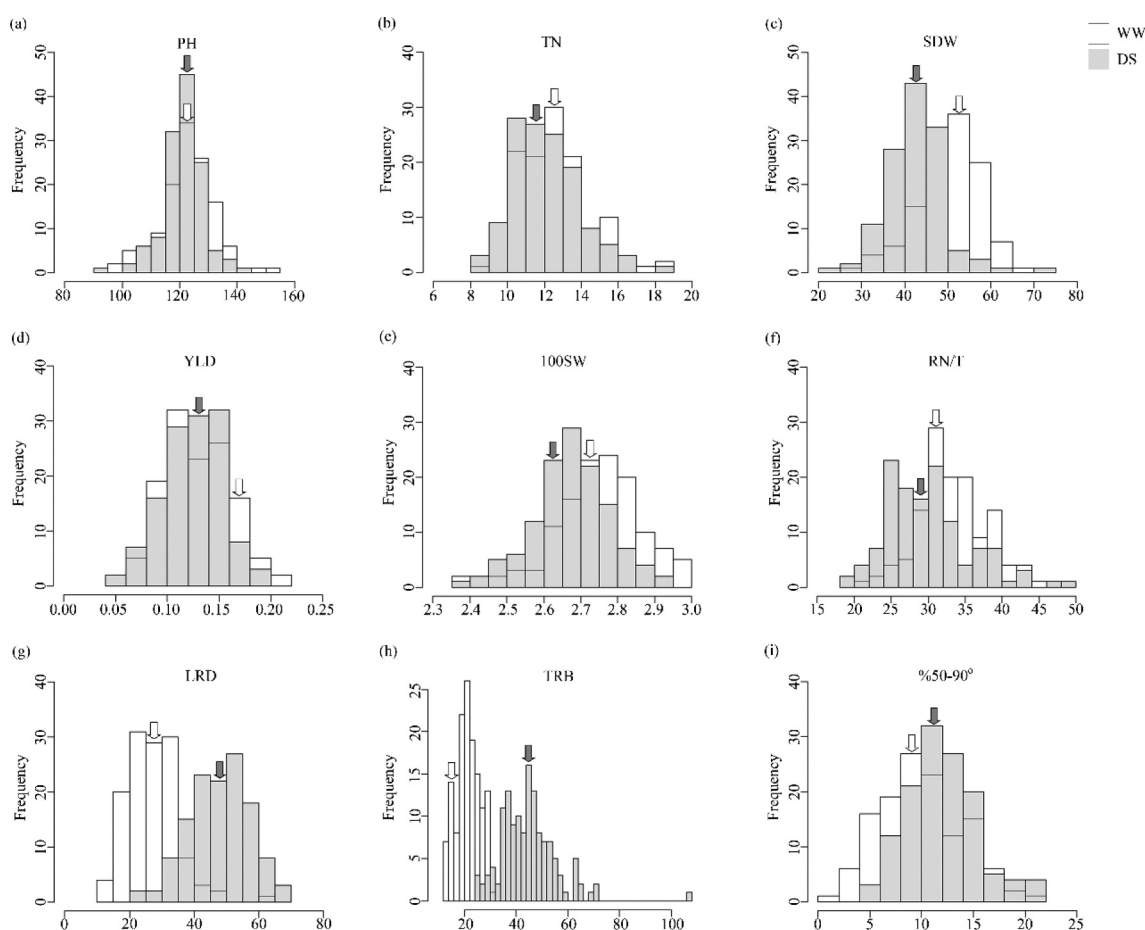 (a)
PH
Frequency
0 10 20 30 40 50
80 100 120 140 160
(b)
TN
Frequency
0 10 20 30 40
6 8 10 12 14 16 18 20
(c)
SDW
Frequency
0 10 20 30 40 50
20 30 40 50 60 70 80
WW
DS
(d)
YLD
Frequency
0 10 20 30 40
0.00 0.05 0.10 0.15 0.20 0.25
(e)
100SW
Frequency
0 10 20 30 40
2.3 2.4 2.5 2.6 2.7 2.8 2.9 3.0
(f)
RN/T
Frequency
0 10 20 30 40
15 20 25 30 35 40 45 50
(g)
LRD
Frequency
0 10 20 30 40
0 20 40 60 80
(h)
TRB
Frequency
0 5 10 15 20 25
20 40 60 80 100
(i)
%50-90°
Frequency
0 10 20 30 40
0 5 10 15 20 25